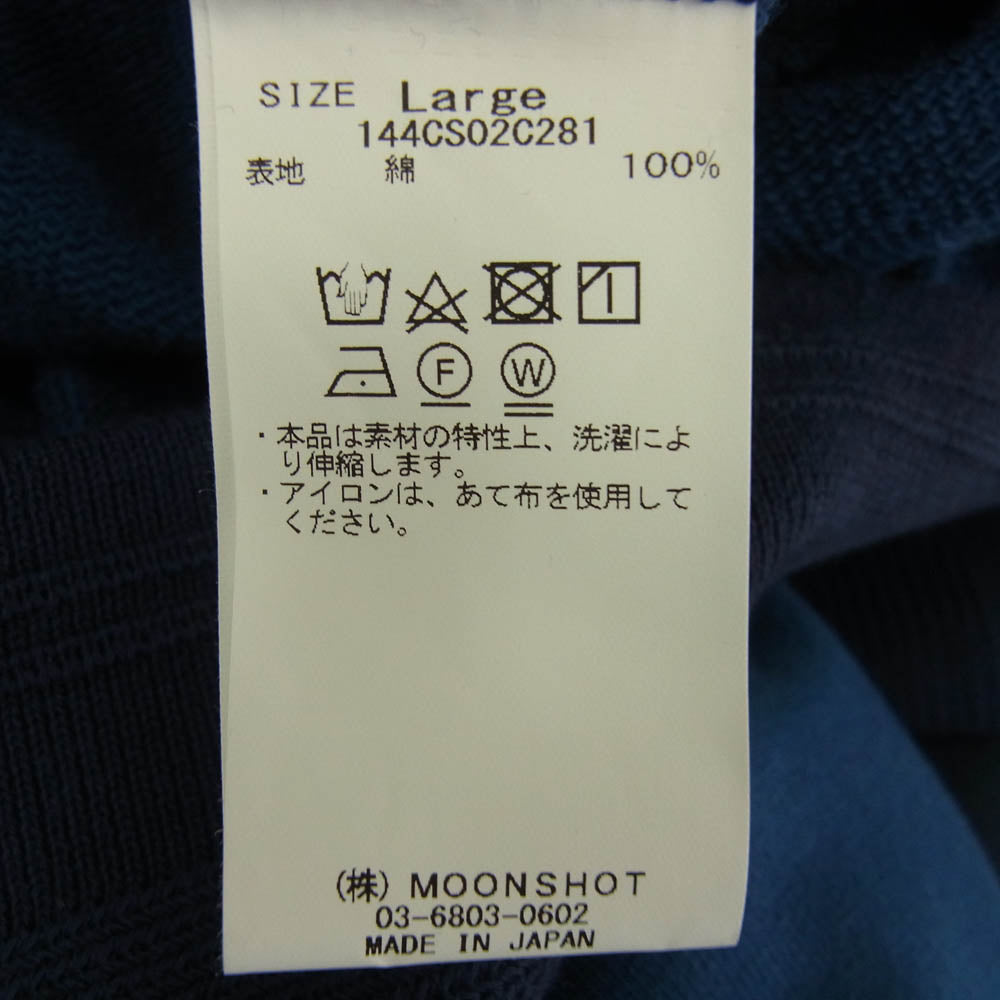 SIZE Large
144CS02C281
表地 綿 100%
F W
・本品は素材の特性上、洗濯によ
り伸縮します。
・アイロンは、あて布を使用して
ください。
(株) MOONSHOT
03-6803-0602
MADE IN JAPAN